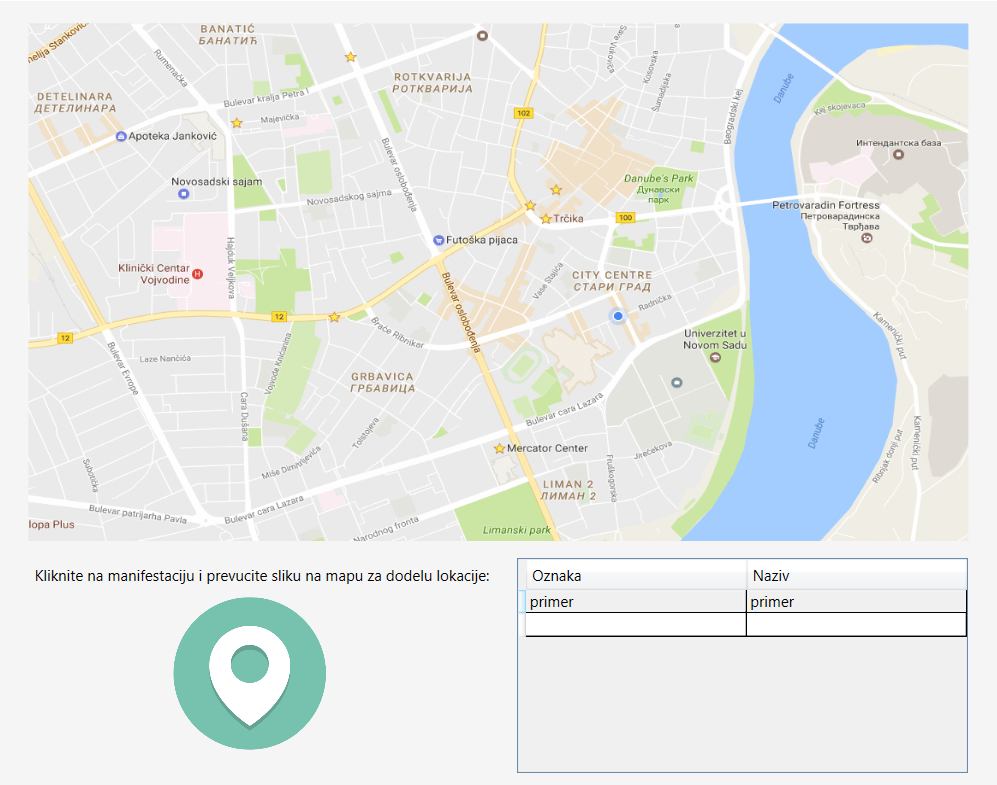 BANATIĆ
БАНАТИЋ
nelija Stankovića
Rumenačka
ROTKVARIJA
РОТКВАРИЈА
Save Vukovića
Kosovska
Šumadijska
Danube
DETELINARA
ДЕТЕЛИНАРА
Bulevar kralja Petra I
Majevička
102
Beogradski kej
Kej skojevaca
Apoteka Janković
Bulevar oslobođenja
Интендантска база
Novosadski sajam
Novosadskog sajma
Danube's Park
Дунавски
парк
Petrovaradin Fortress
Петроварадинска
Тврђава
Trčika
100
Futoška pijaca
Hajduk Veljkova
Klinički Centar
Vojvodine
Bulevar oslobođenja
Vase Stajića
CITY CENTRE
СТАРИ ГРАД
Radnička
12
12
Braće Ribnikar
Kamenički put
Univerzitet u
Novom Sadu
Laze Nančića
Bulevar Evrope
Vojvode Knićanina
GRBAVICA
ГРБАВИЦА
Cara Dušana
Tolstojeva
Bulevar cara Lazara
Danube
Kamenički put
Ribnjak donji put
Mercator Center
Jirečekova
Fruškogorska
Miše Dimitrijevića
Subotička
LIMAN 2
ЛИМАН 2
Bulevar patrijarha Pavla
Bulevar cara Lazara
Narodnog fronta
lopa Plus
Limanski park
Kliknite na manifestaciju i prevucite sliku na mapu za dodelu lokacije:
Oznaka Naziv
primer primer